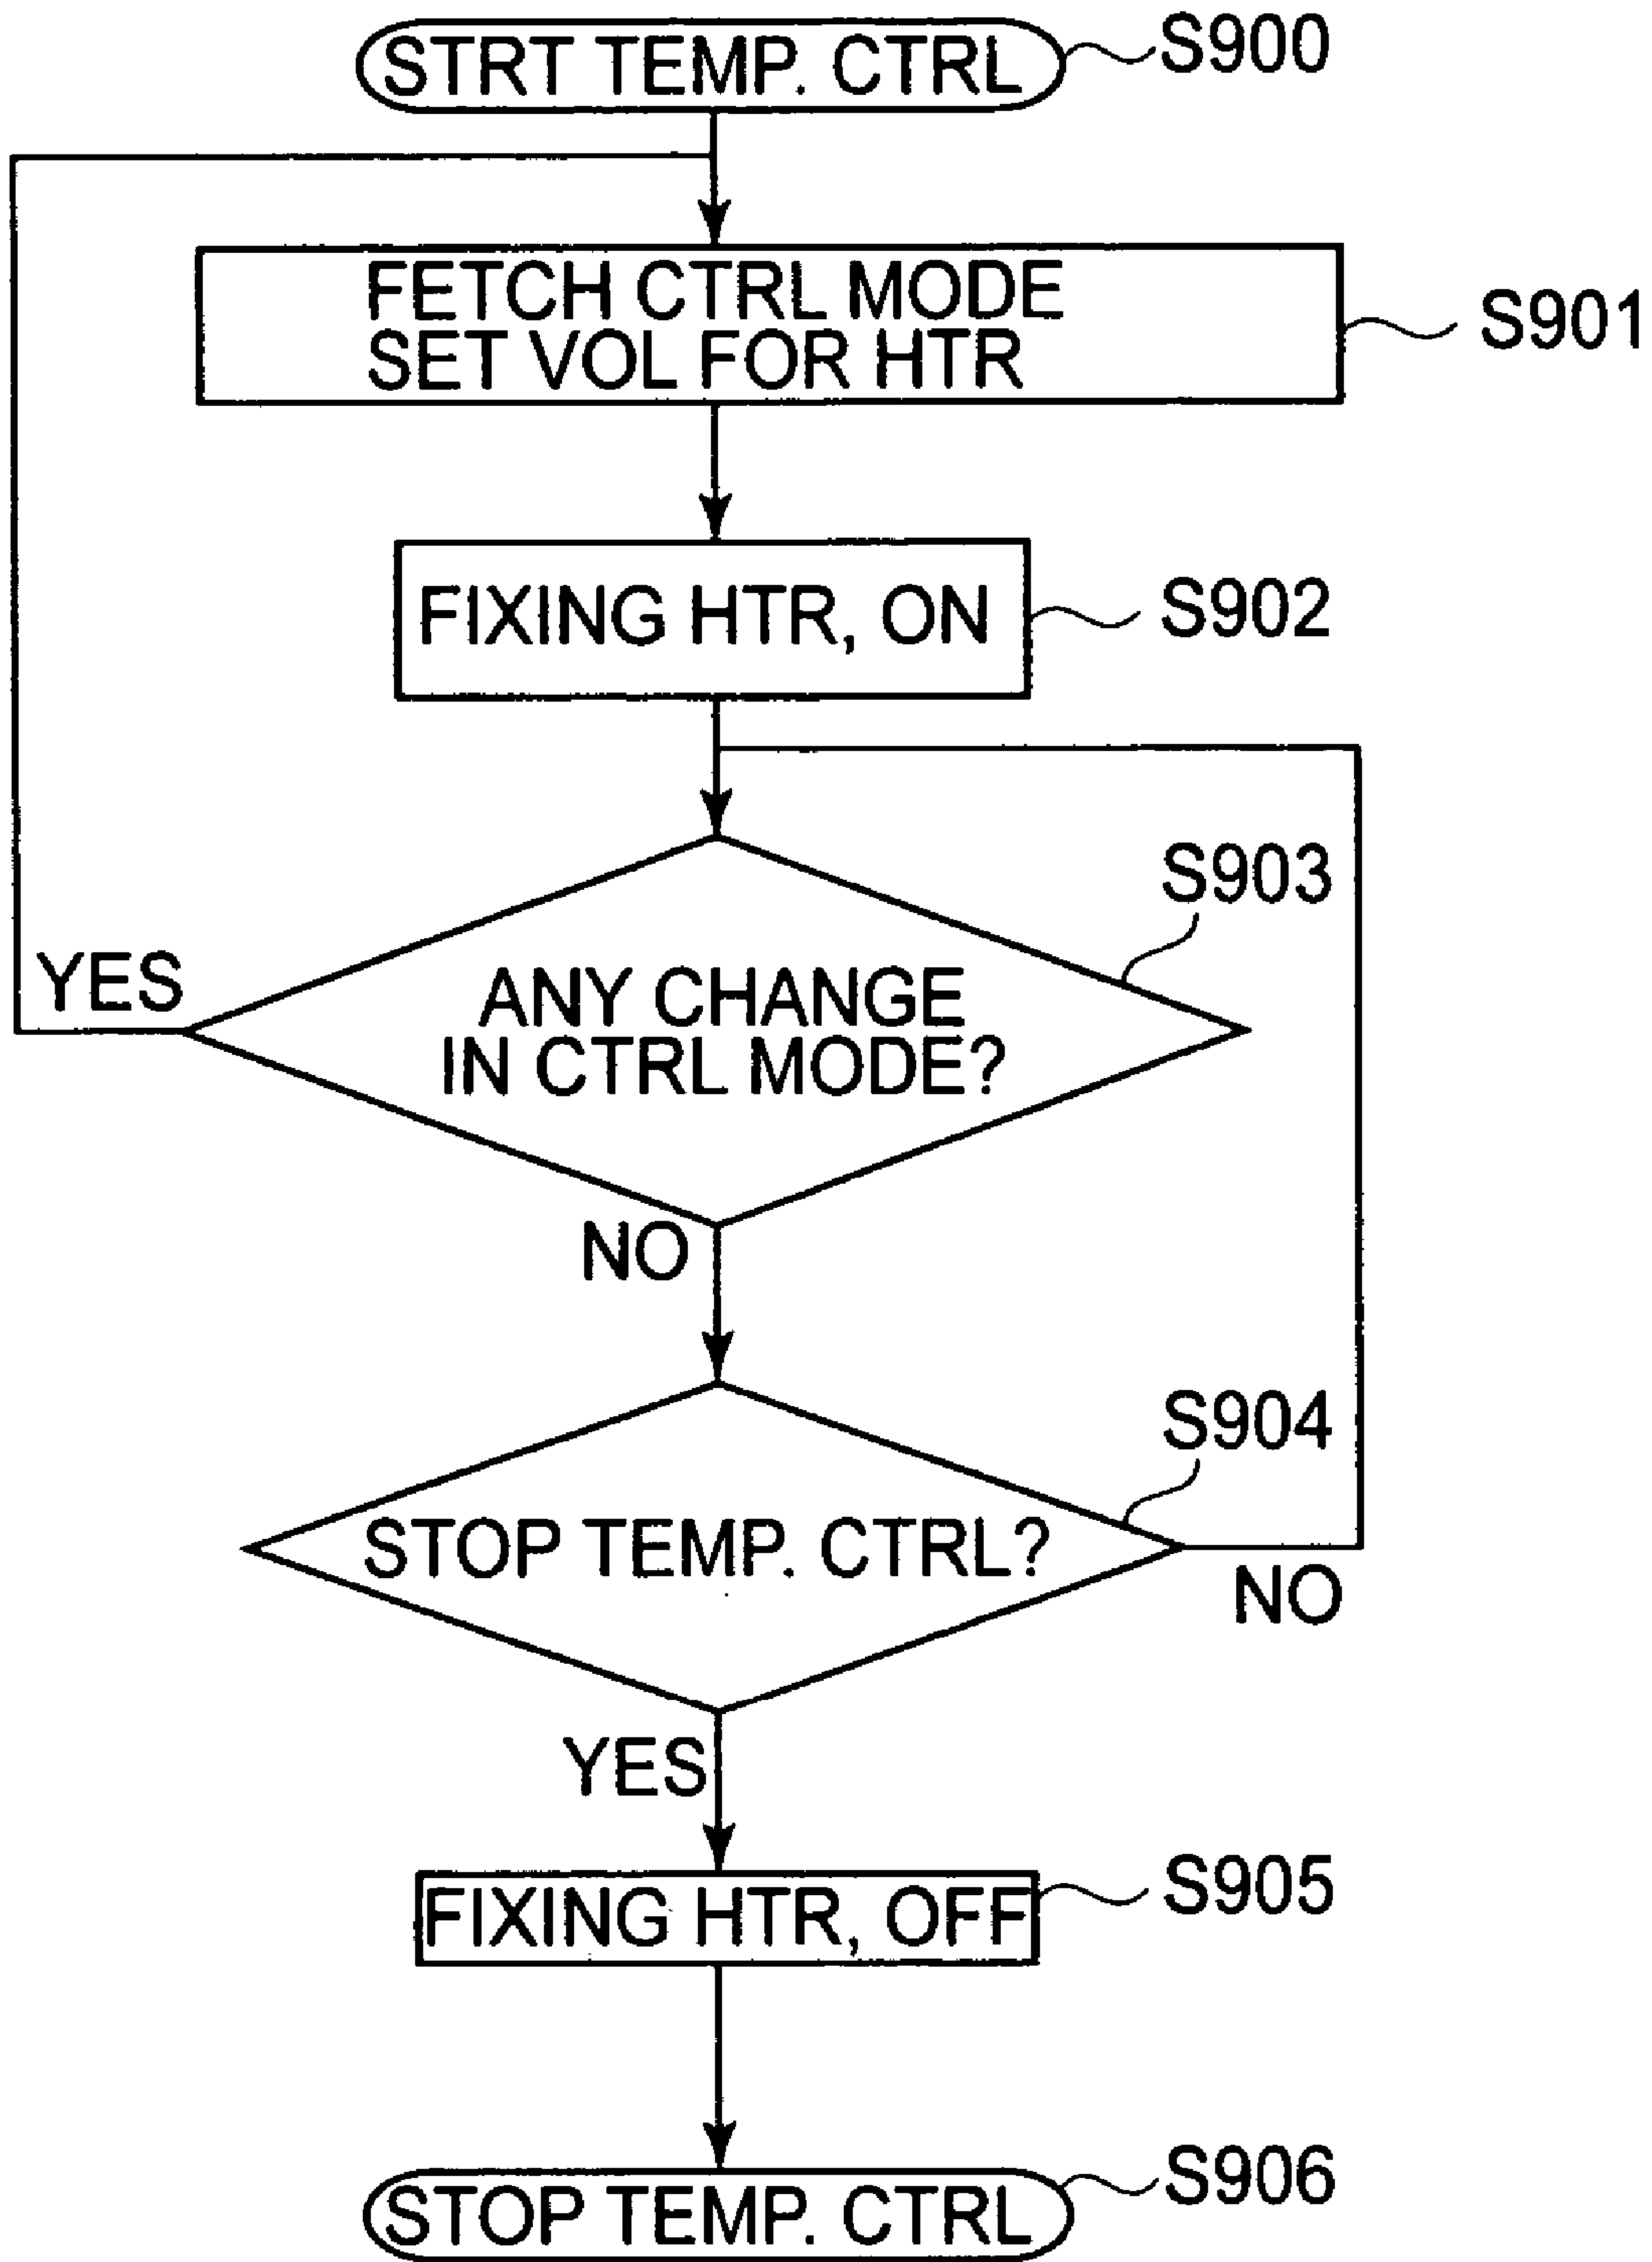 STRT TEMP. CTRL
S900
FETCH CTRL MODE
SET VOL FOR HTR
S901
FIXING HTR, ON
S902
S903
YES
ANY CHANGE
IN CTRL MODE?
NO
S904
STOP TEMP. CTRL?
NO
YES
FIXING HTR, OFF
S905
STOP TEMP. CTRL
S906